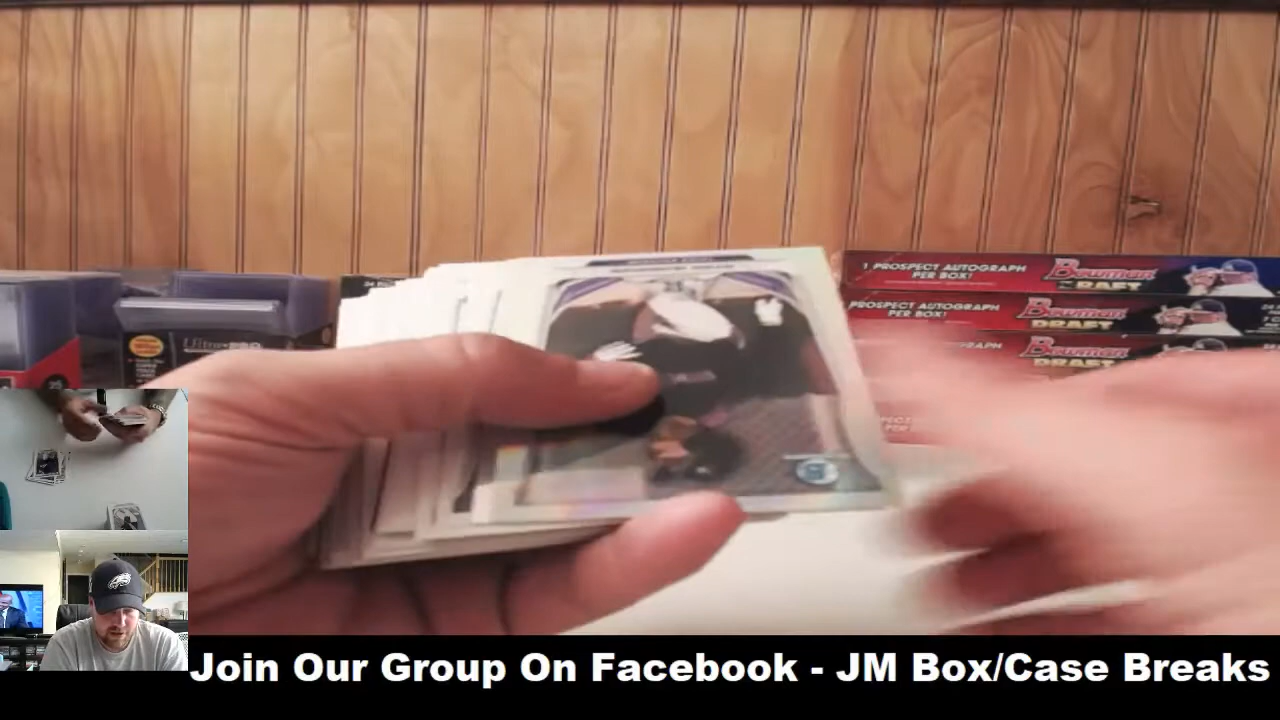 1 PROSPECT AUTOGRAPH
PER BOX!
Bowman
DRAFT
PROSPECT AUTOGRAPH
PER BOX!
Bowman
DRAFT
Bowman
DRAFT
Ultra PRO
Join Our Group On Facebook - JM Box/Case Breaks